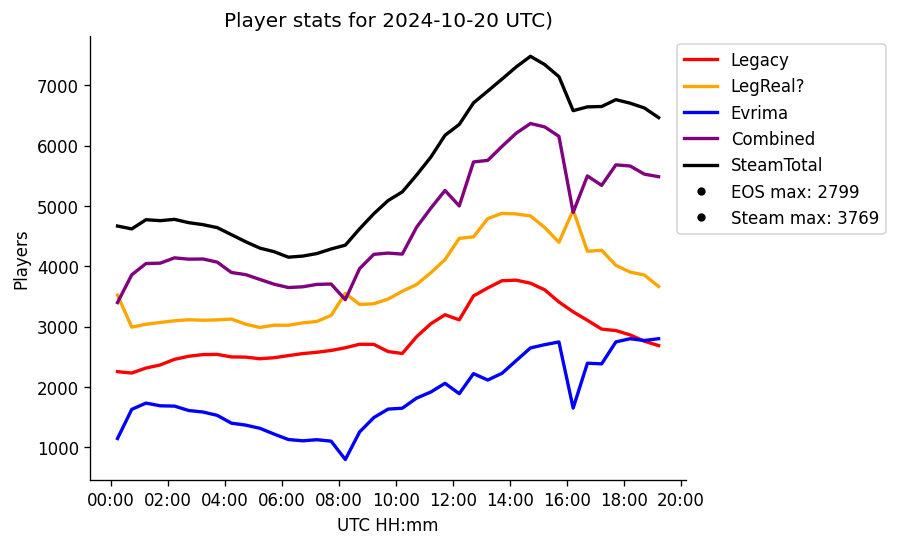 Player stats for 2024-10-20 UTC)
Players
7000
6000
5000
4000
3000
2000
1000
00:00 02:00 04:00 06:00 08:00 10:00 12:00 14:00 16:00 18:00 20:00
UTC HH:mm
Legacy
LegReal?
Evrima
Combined
SteamTotal
EOS max: 2799
Steam max: 3769